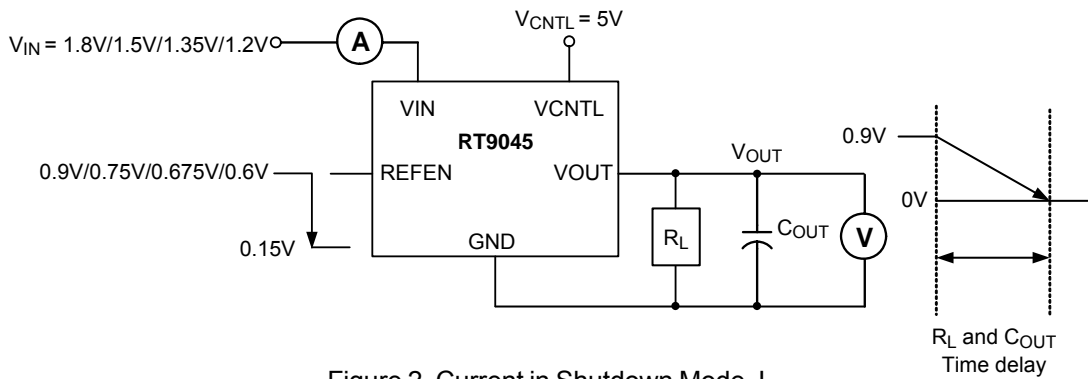 V_CNTL = 5V
V_IN = 1.8V/1.5V/1.35V/1.2V
A
VIN
VCNTL
RT9045
0.9V/0.75V/0.675V/0.6V
REFEN
VOUT
V_OUT
0.9V
0V
0.15V
GND
R_L
C_OUT
V
R_L and C_OUT
Time delay